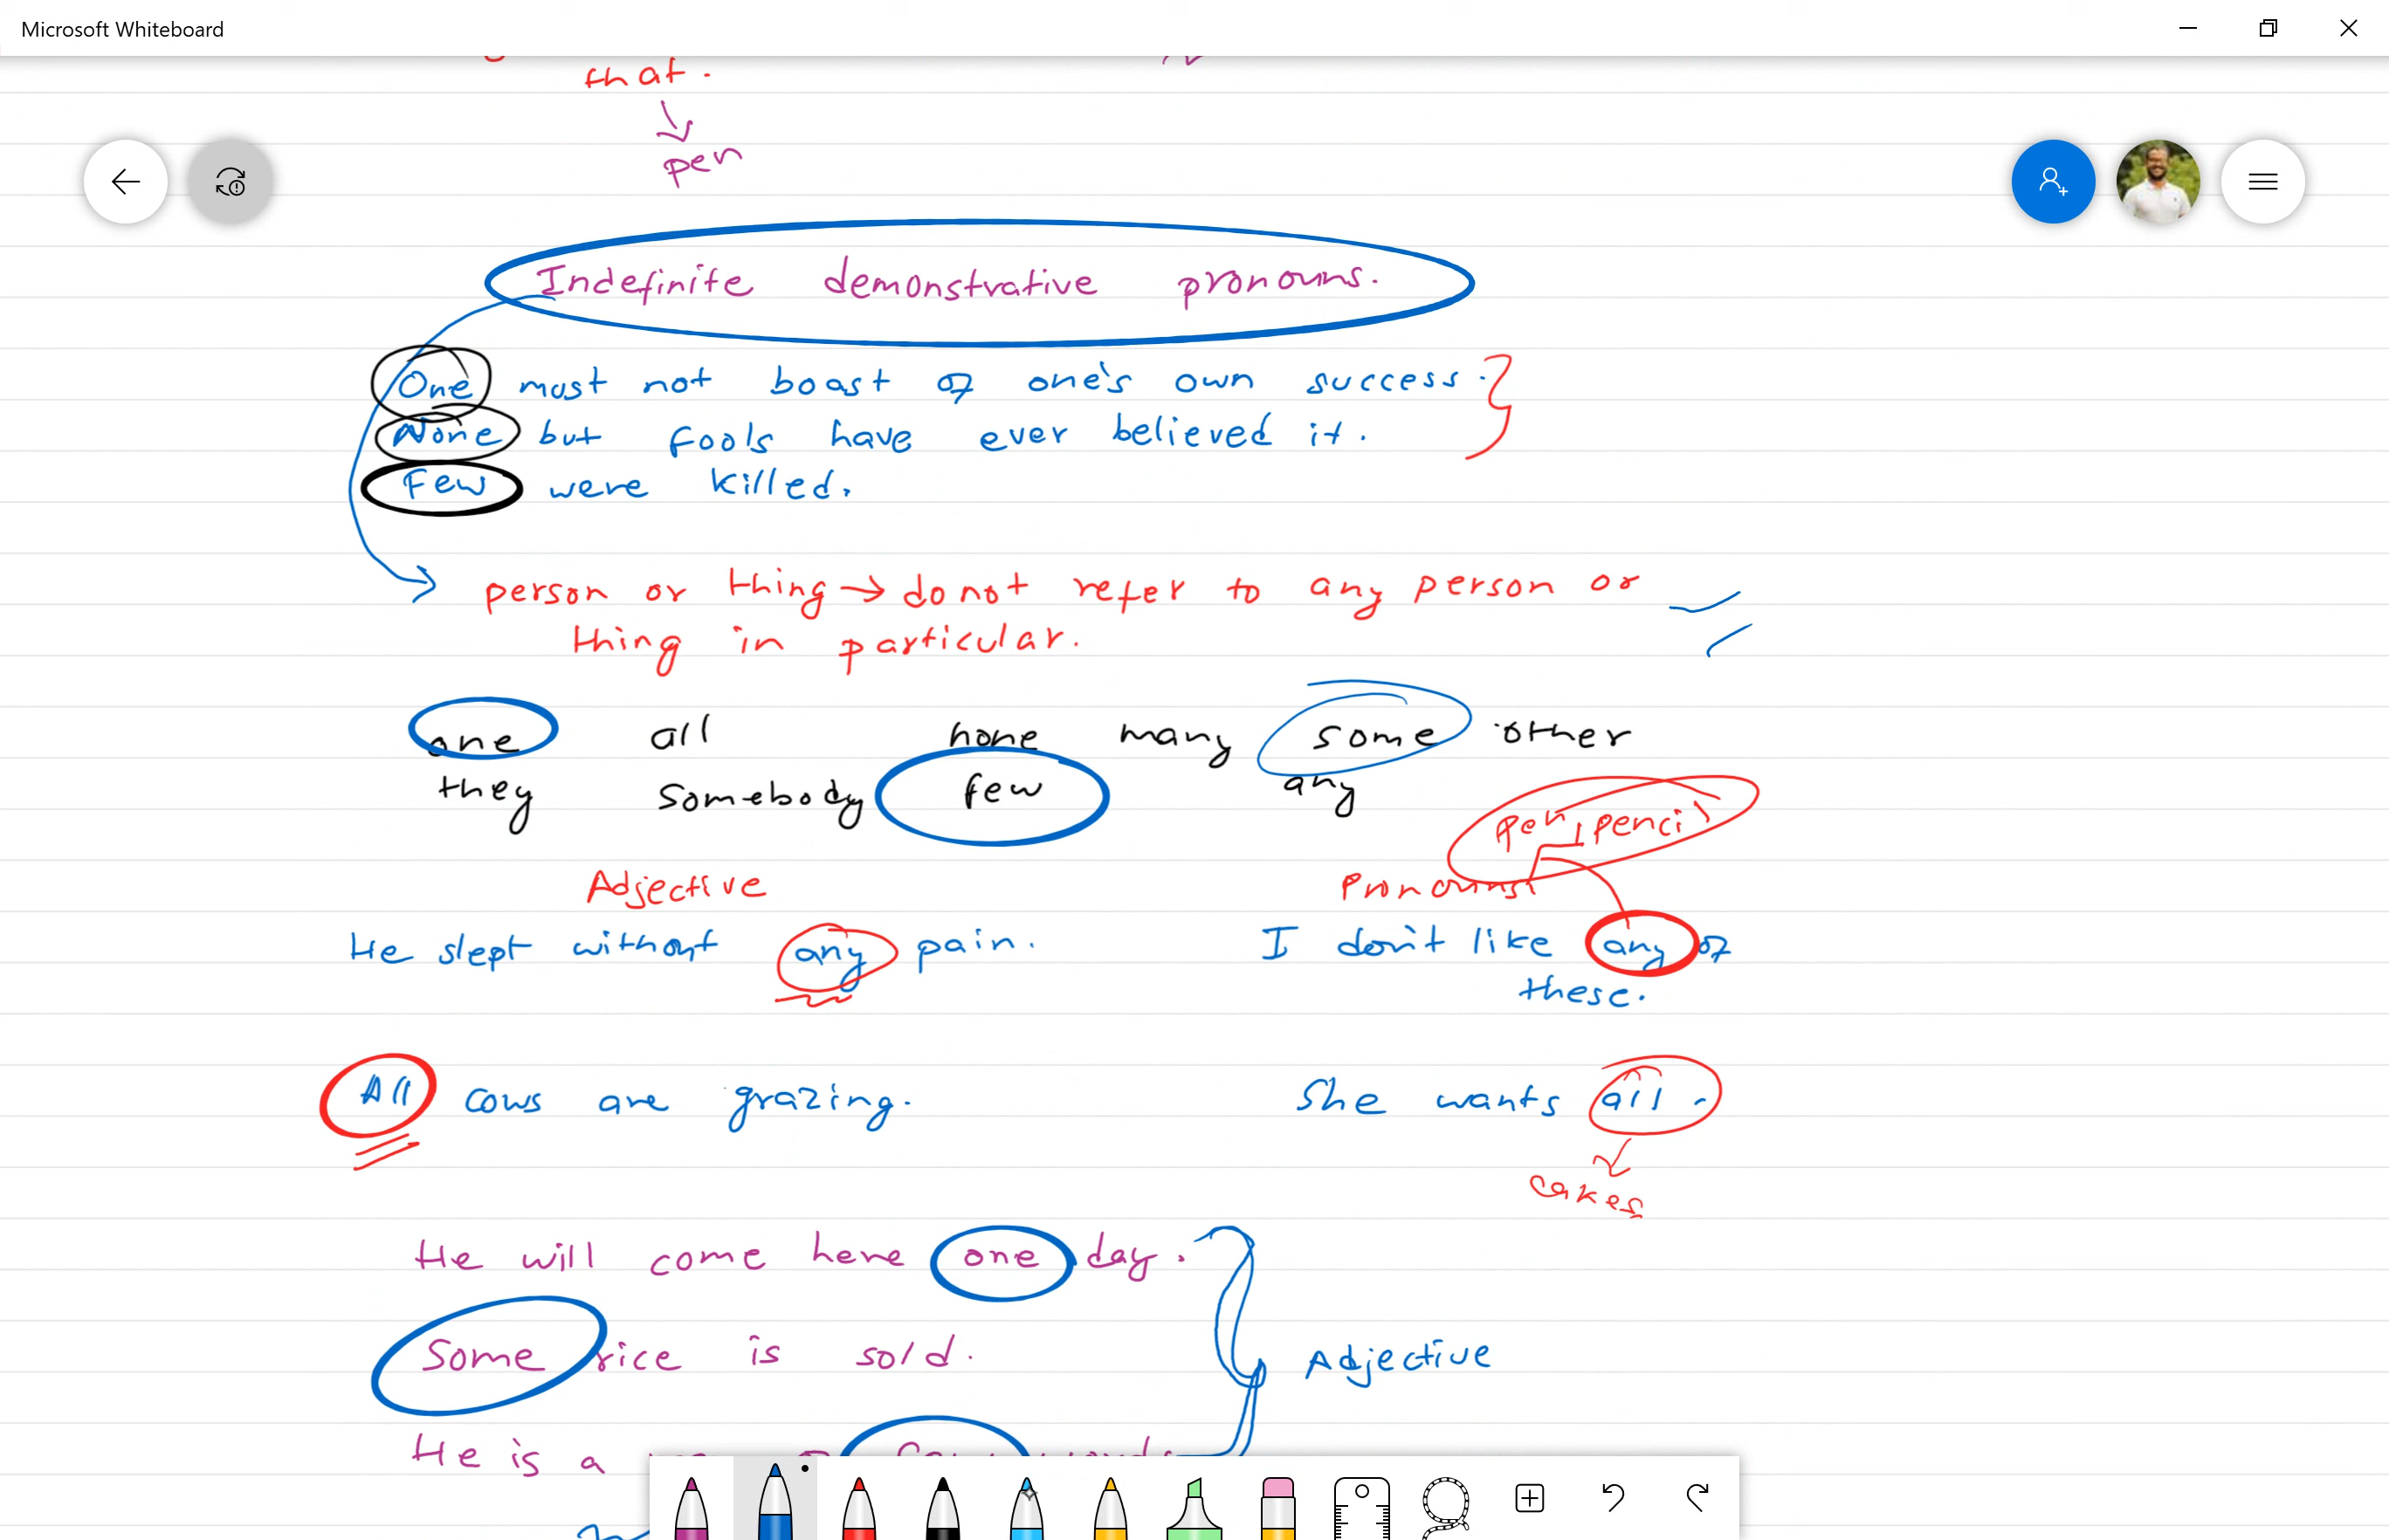 Microsoft Whiteboard
that.
pen
Indefinite demonstrative pronouns.
One must not boast of one's own success.
None but fools have ever believed it.
Few were killed.
person or thing → do not refer to any person or
thing in particular.
one all none many some other
they somebody few any
pen, pencil
Adjective Pronouns
He slept without any pain. I don't like any of
these.
All cows are grazing. She wants all.
cakes
He will come here one day.
Some rice is sold.
Adjective
He is a